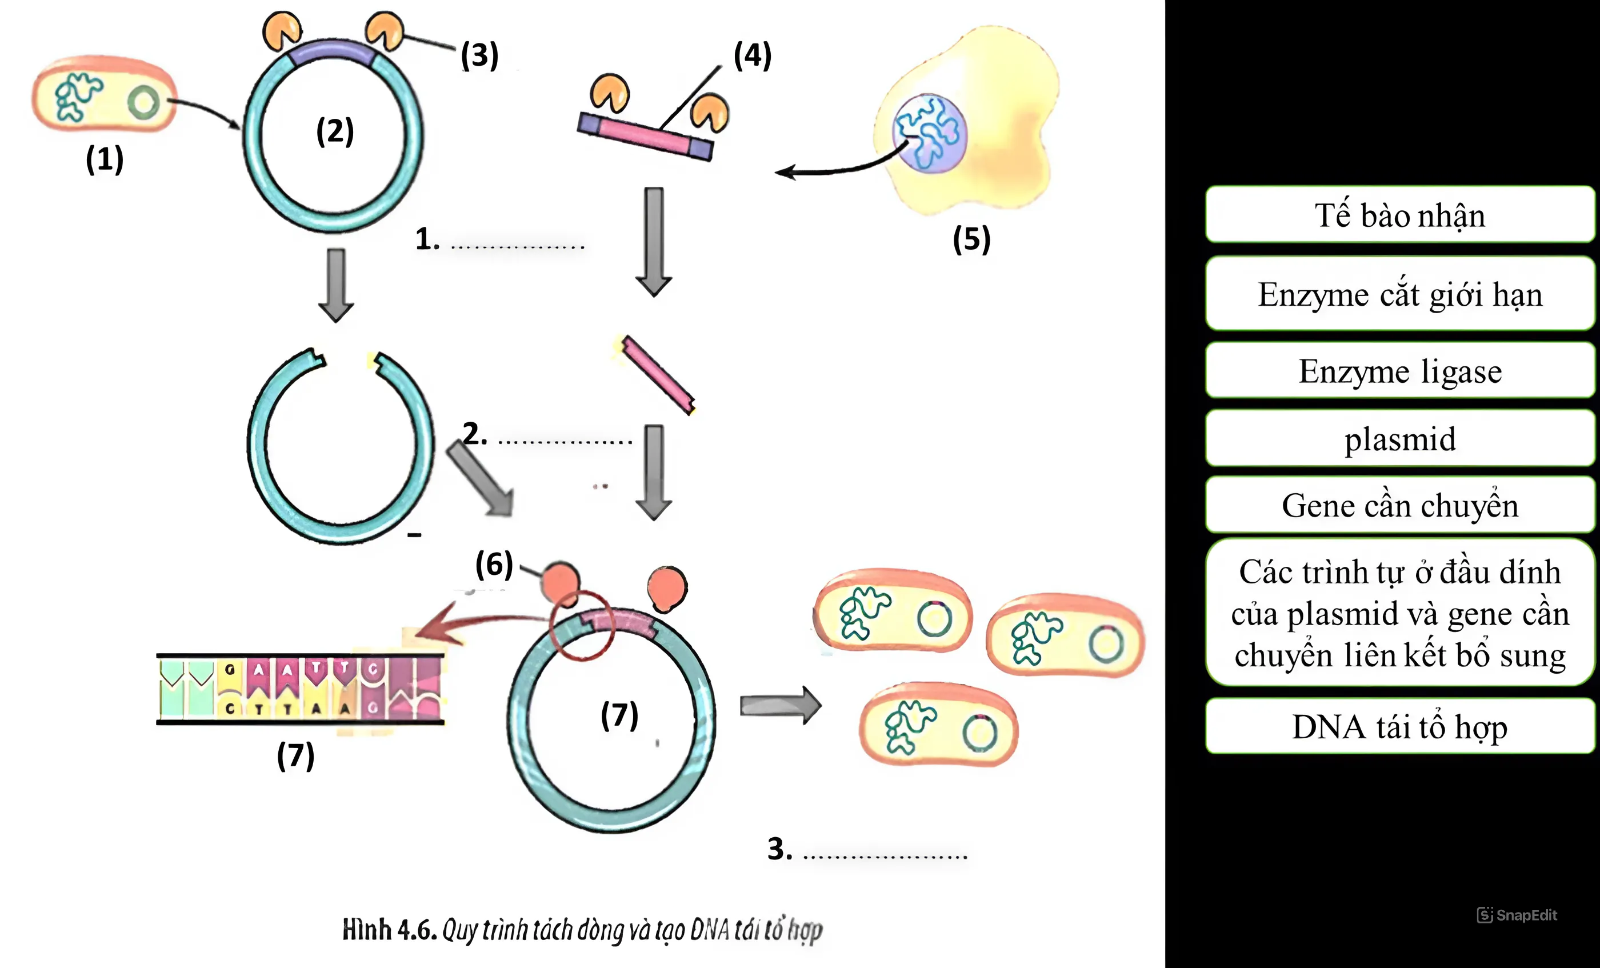 (1)
(2)
(3)
(4)
(5)
1. ................
2. ................
(6)
G A A T T C
C T T A A G
(7)
(7)
3. ....................
Hình 4.6. Quy trình tách dòng và tạo DNA tái tổ hợp
Tế bào nhận
Enzyme cắt giới hạn
Enzyme ligase
plasmid
Gene cần chuyển
Các trình tự ở đầu dính
của plasmid và gene cần
chuyển liên kết bổ sung
DNA tái tổ hợp
SnapEdit